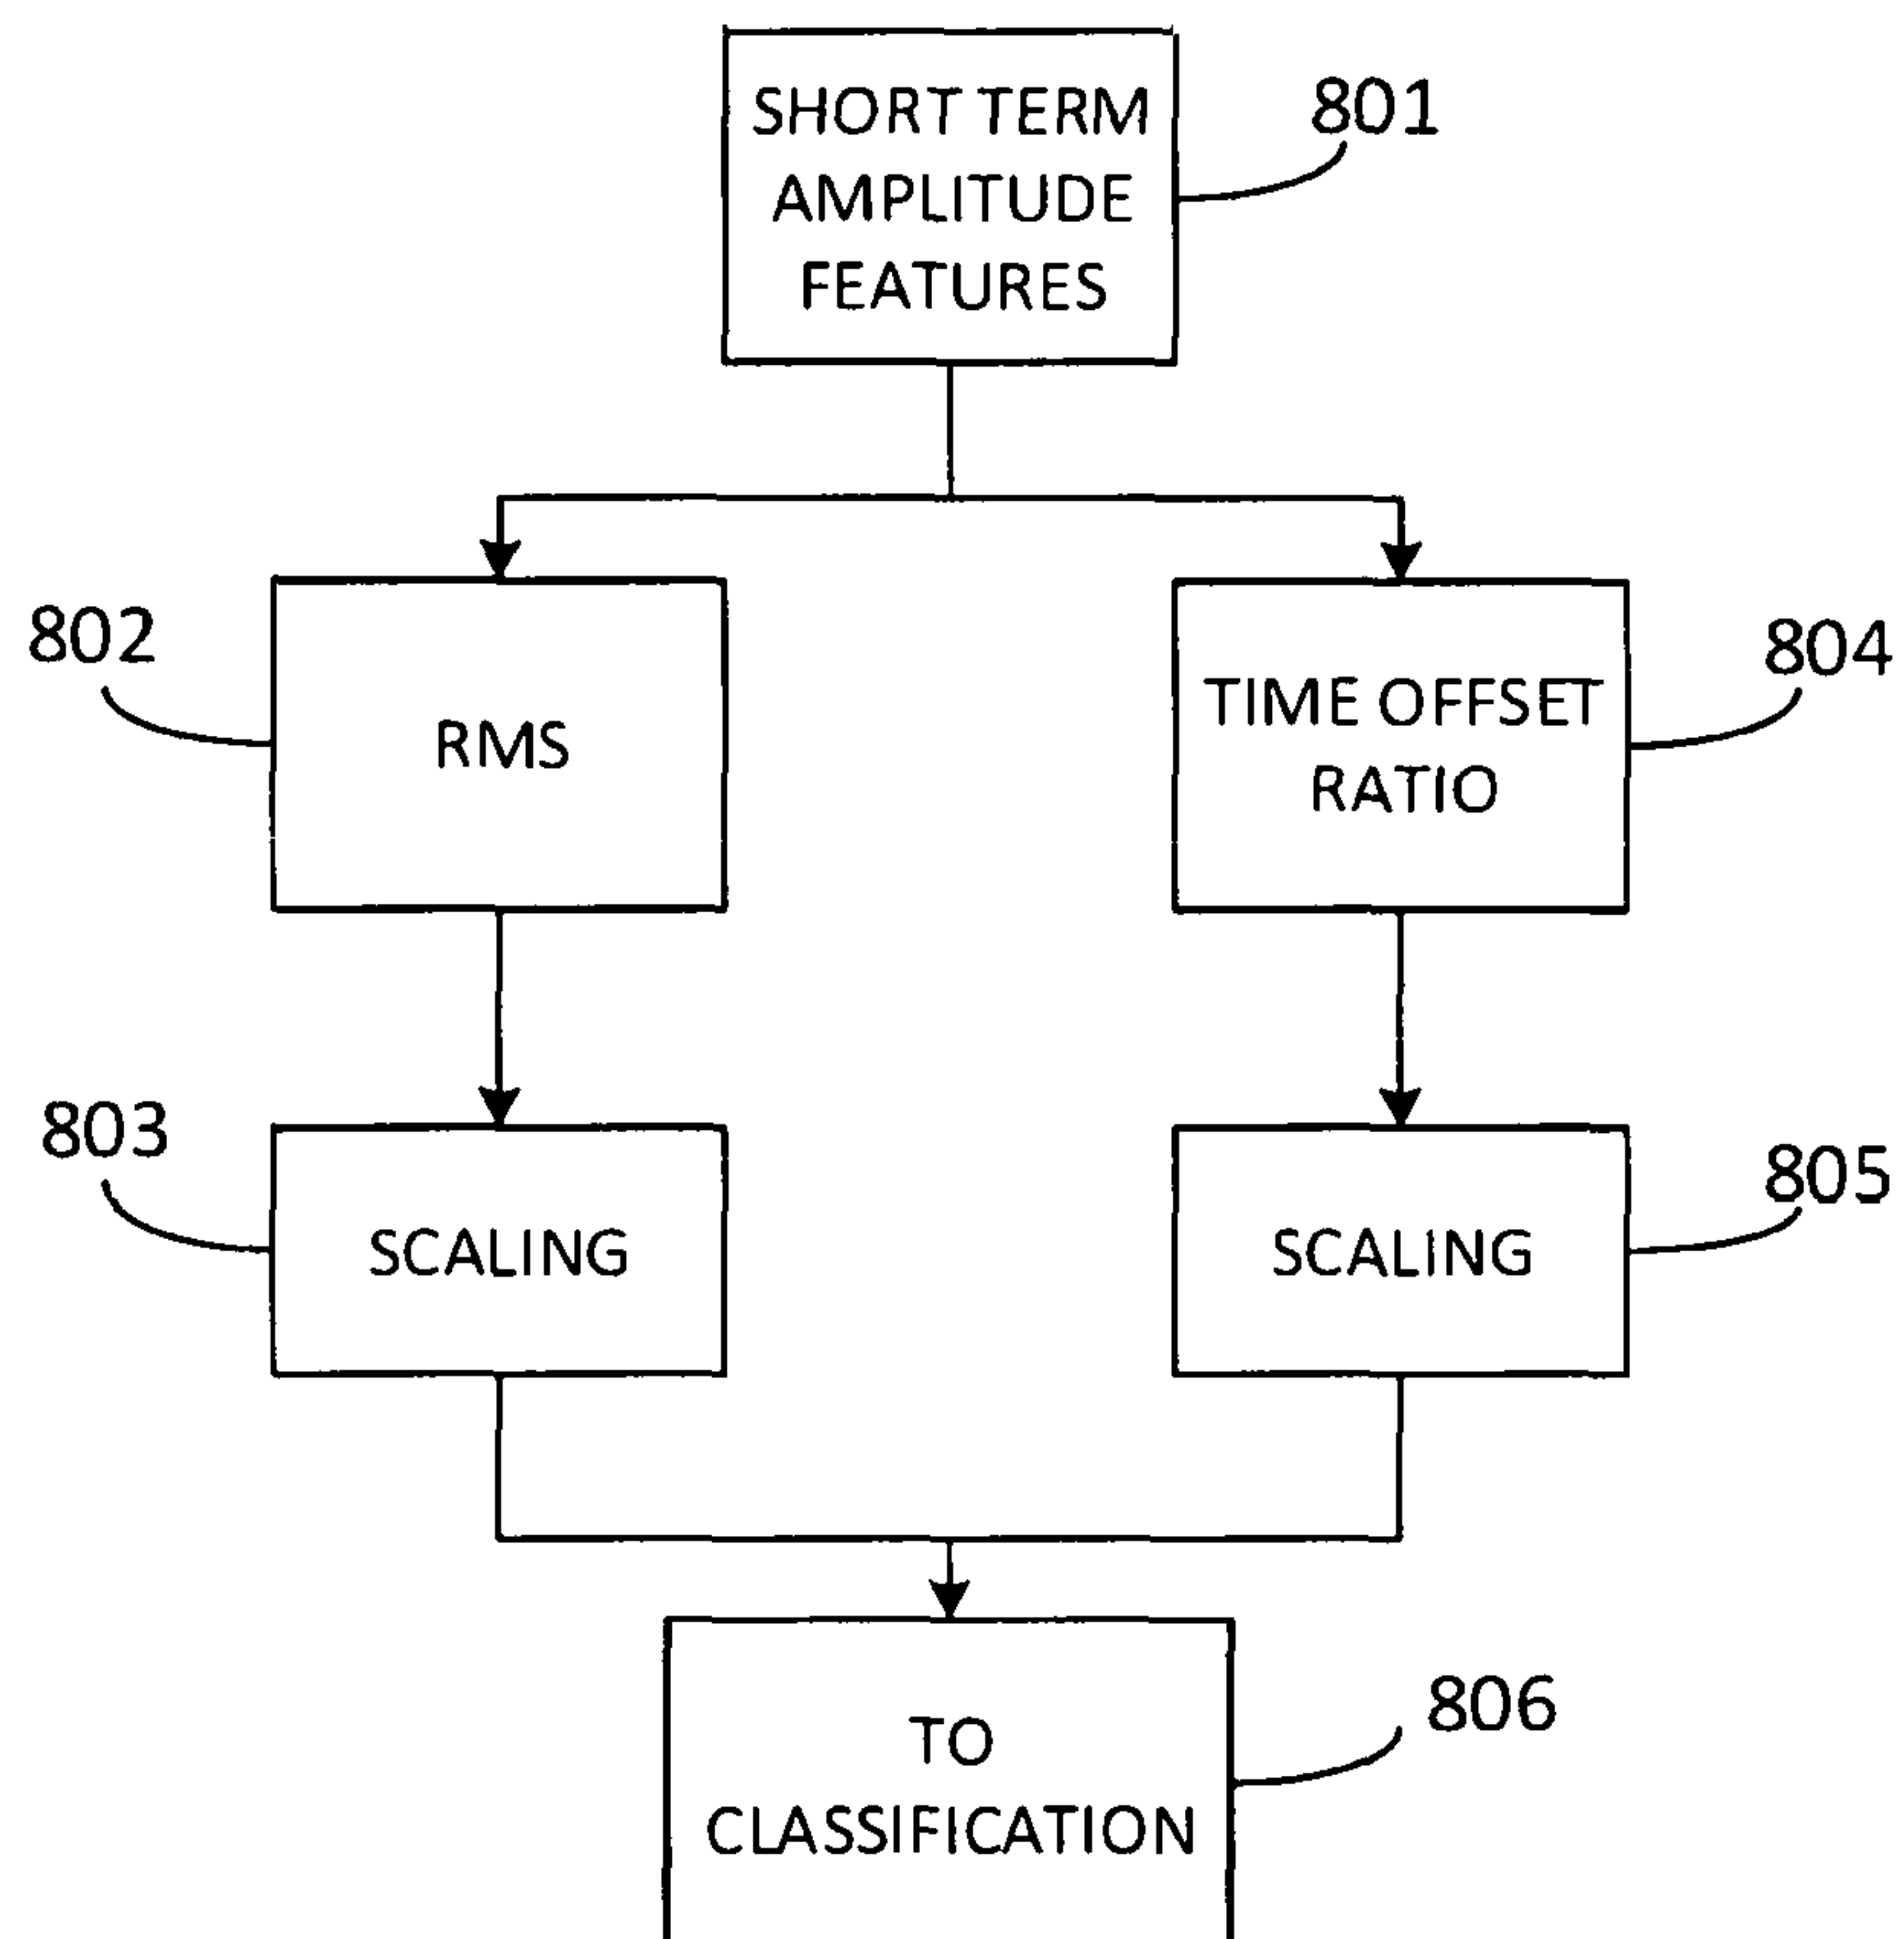 SHORT TERM
AMPLITUDE
FEATURES
801
802
RMS
TIME OFFSET
RATIO
804
803
SCALING
SCALING
805
TO
CLASSIFICATION
806